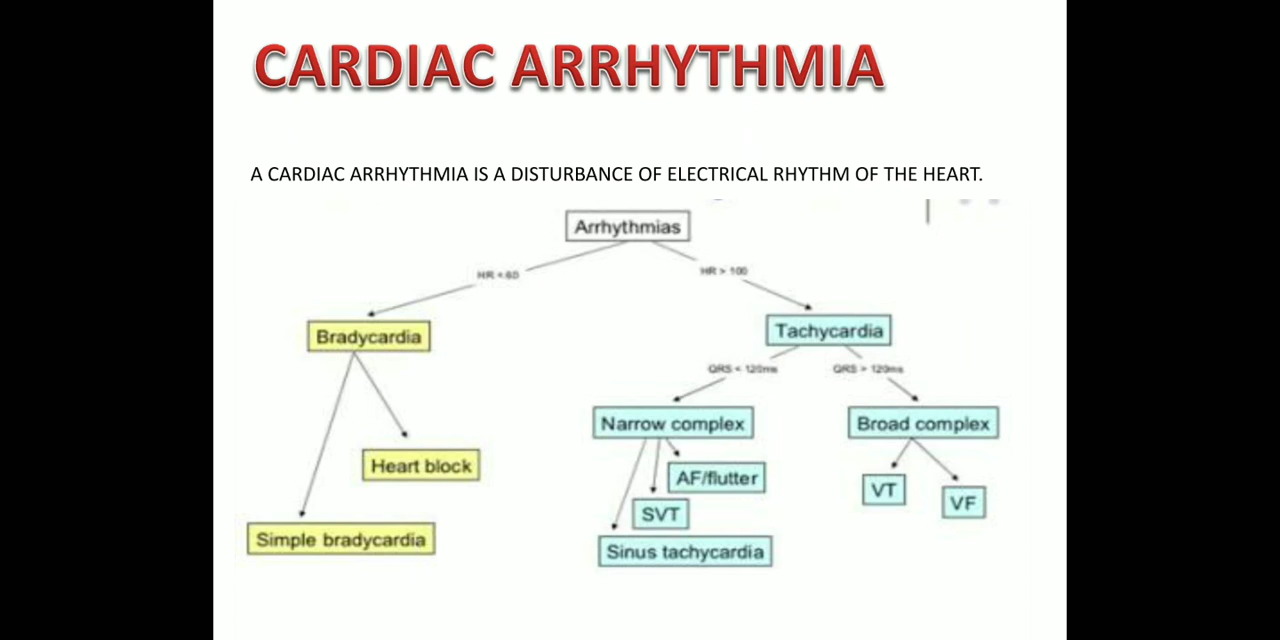 CARDIAC ARRHYTHMIA
A CARDIAC ARRHYTHMIA IS A DISTURBANCE OF ELECTRICAL RHYTHM OF THE HEART.
Arrhythmias
HR < 60
HR > 100
Bradycardia
Tachycardia
QRS < 120ms
QRS > 120ms
Narrow complex
Broad complex
Heart block
AF/flutter
VT
VF
SVT
Simple bradycardia
Sinus tachycardia